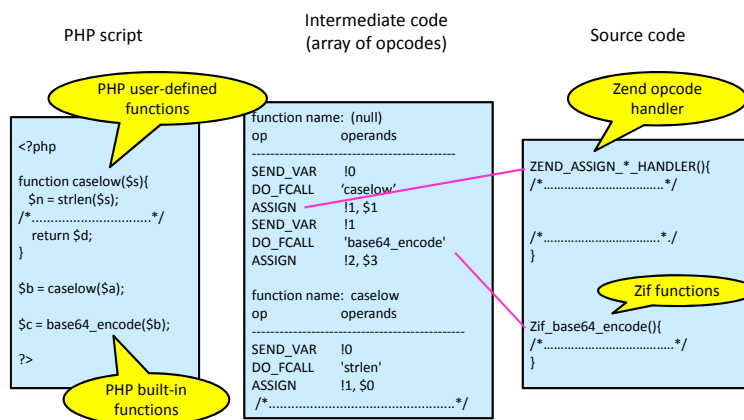 PHP script
PHP user-defined
functions
<?php
function caselow($s){
$n = strlen($s);
/*..............................*/
return $d;
}
$b = caselow($a);
$c = base64_encode($b);
?>
PHP built-in
functions
Intermediate code
(array of opcodes)
function name: (null)
op operands
---------------------------------------------
SEND_VAR !0
DO_FCALL ‘caselow’
ASSIGN !1, $1
SEND_VAR !1
DO_FCALL 'base64_encode'
ASSIGN !2, $3
function name: caselow
op operands
-----------------------------------------------
SEND_VAR !0
DO_FCALL 'strlen'
ASSIGN !1, $0
/*...............................................*/
Source code
Zend opcode
handler
ZEND_ASSIGN_*_HANDLER(){
/*..............................*/
/*.............................*./
}
Zif functions
Zif_base64_encode(){
/*.................................*/
}